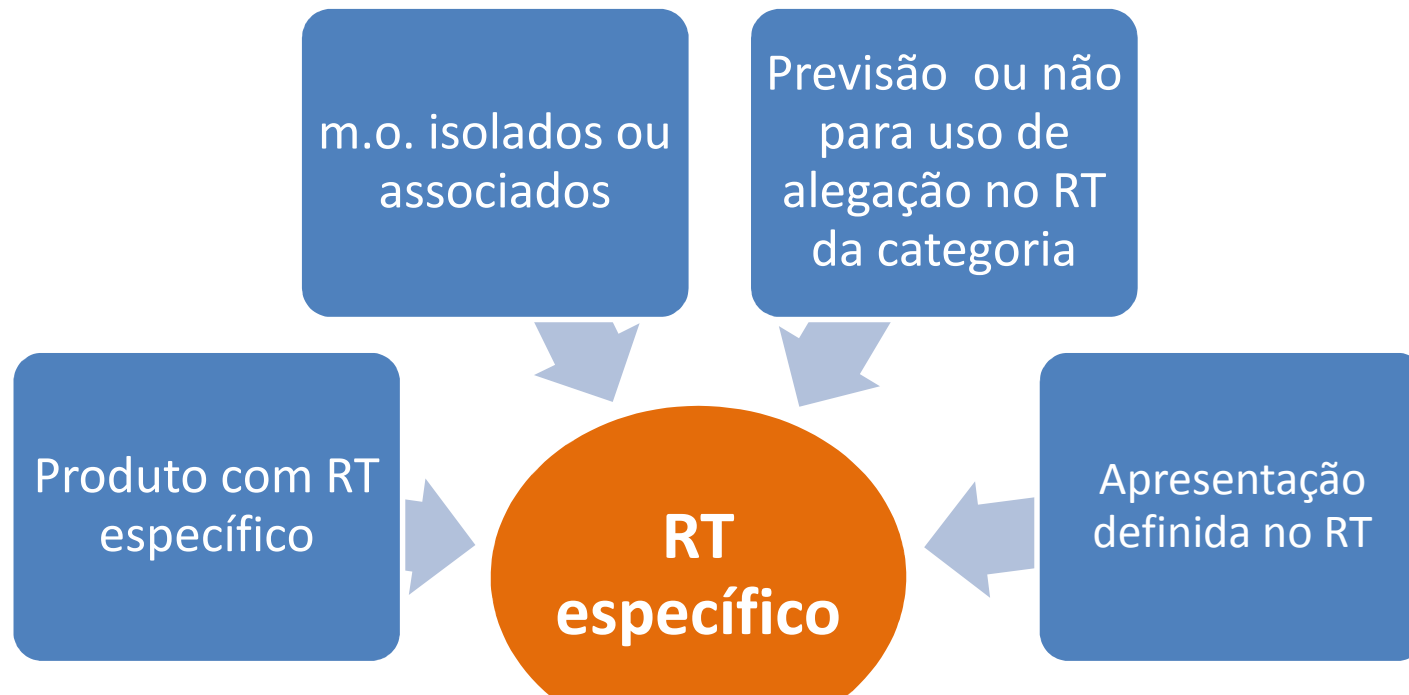 m.o. isolados ou
associados
Previsão ou não
para uso de
alegação no RT
da categoria
Produto com RT
específico
RT
específico
Apresentação
definida no RT